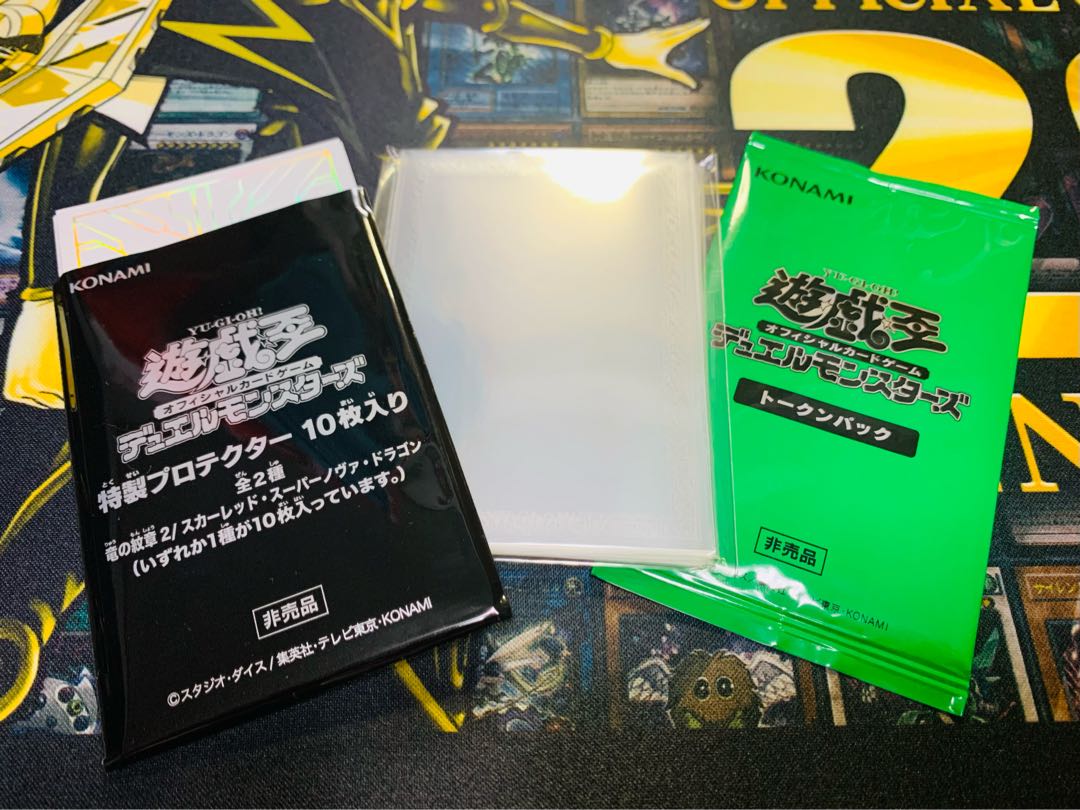 OFFICIAL
2
KONAMI
YU-GI-OH!
遊戯王
オフィシャルカードゲーム
デュエルモンスターズ
特製プロテクター 10枚入り
全2種
竜の紋章2/スカーレッド・スーパーノヴァ・ドラゴン
(いずれか1種が10枚入っています。)
非売品
©スタジオ・ダイス/集英社・テレビ東京・KONAMI
KONAMI
YU-GI-OH!
遊戯王
オフィシャルカードゲーム
デュエルモンスターズ
トークンパック
非売品
東京・KONAMI